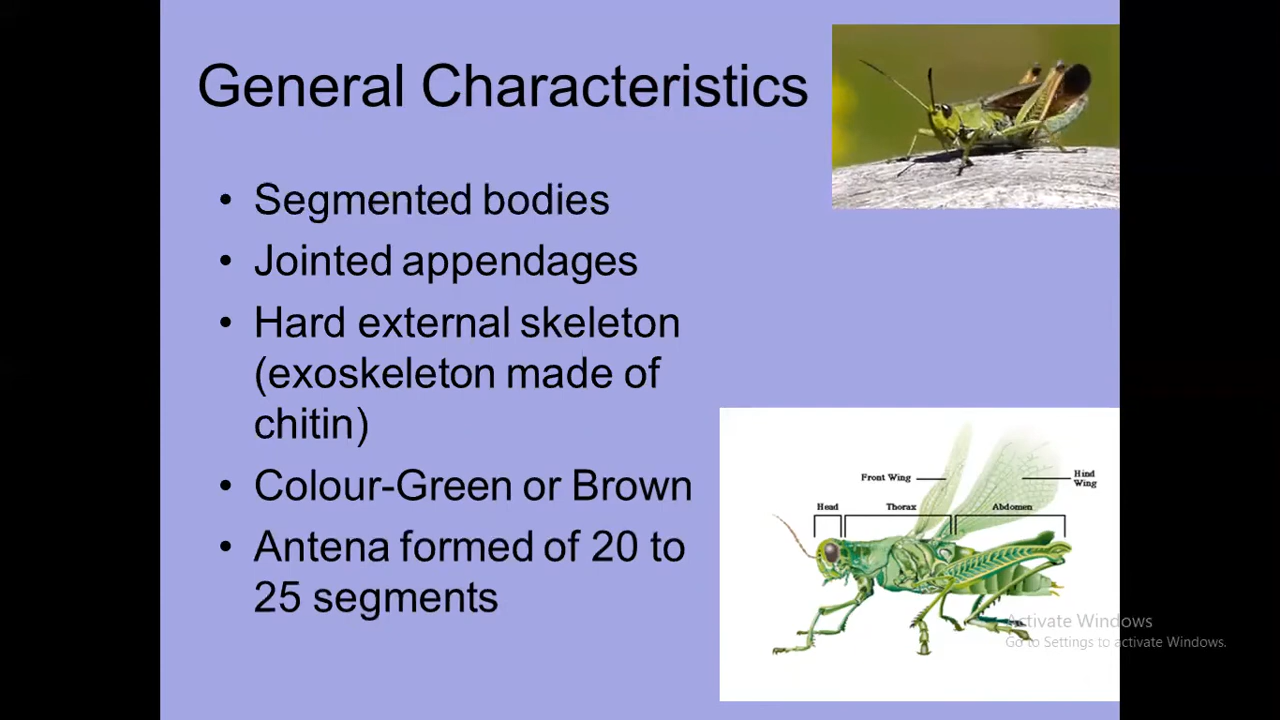 General Characteristics
• Segmented bodies
• Jointed appendages
• Hard external skeleton
(exoskeleton made of
chitin)
• Colour-Green or Brown
• Antena formed of 20 to
25 segments
Front Wing
Hind
Wing
Head
Thorax
Abdomen
Activate Windows
Go to Settings to activate Windows.